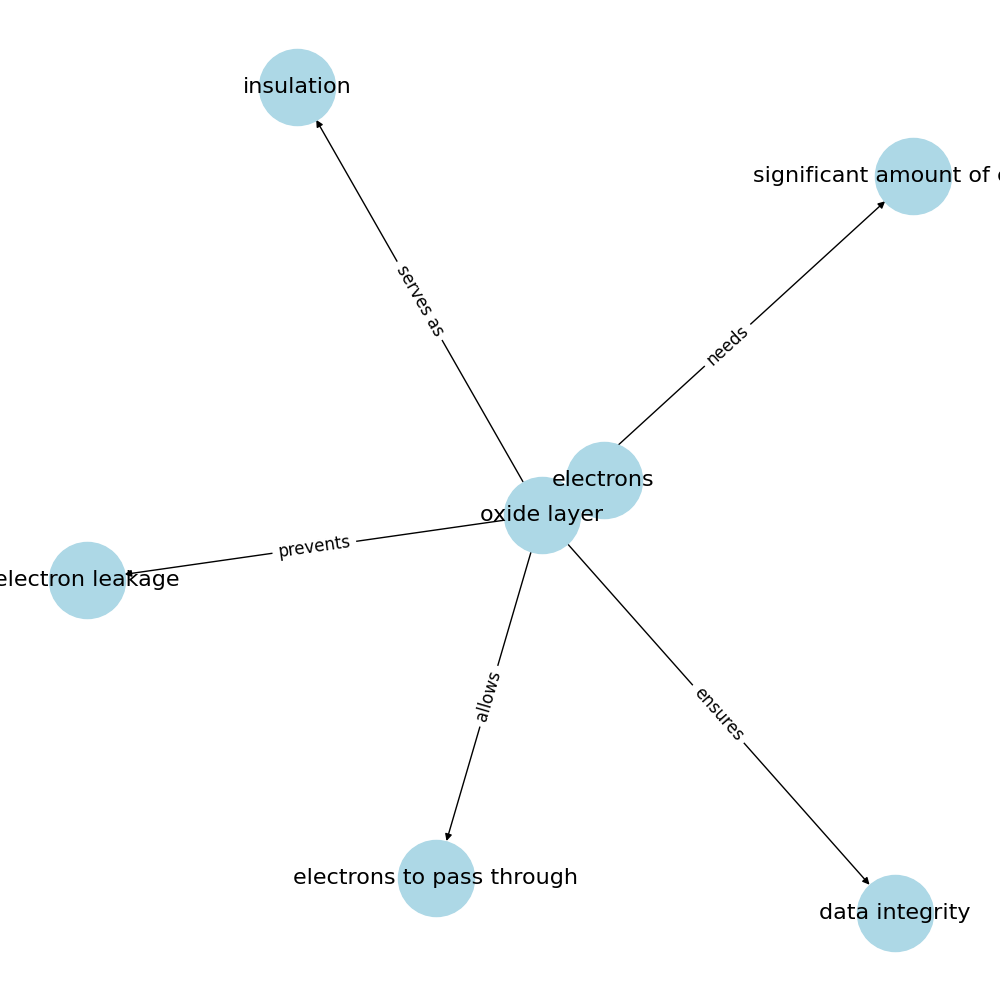 insulation
significant amount of
serves as
needs
electrons
oxide layer
prevents
electron leakage
allows
ensures
electrons to pass through
data integrity